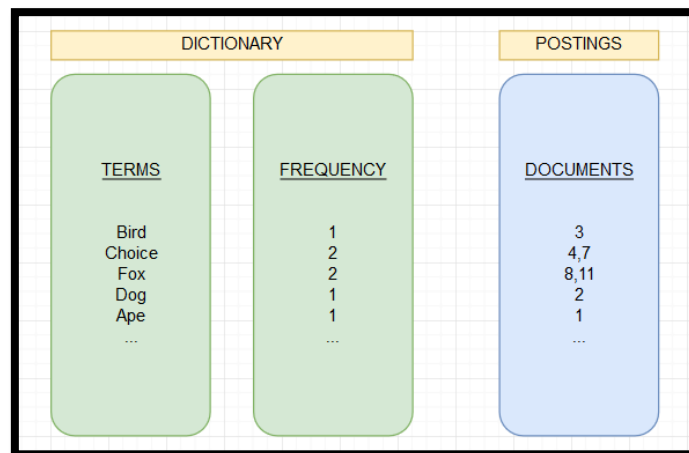 DICTIONARY POSTINGS
TERMS FREQUENCY DOCUMENTS
Bird 1 3
Choice 2 4,7
Fox 2 8,11
Dog 1 2
Ape 1 1
... ... ...